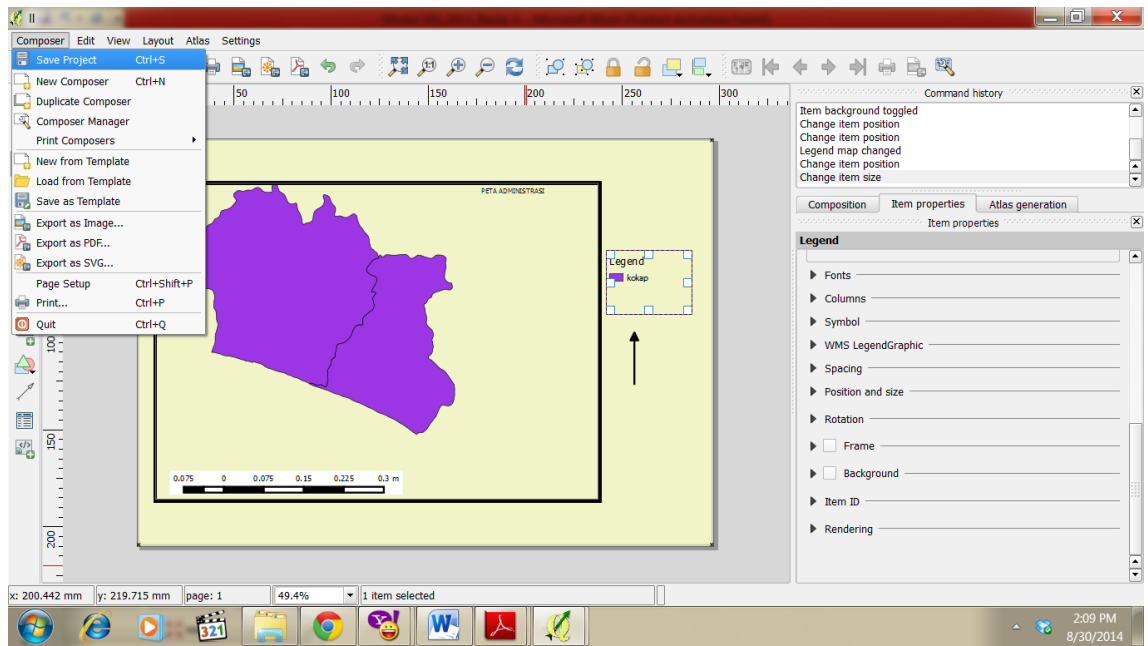 II
Composer Edit View Layout Atlas Settings
Save Project Ctrl+S
New Composer Ctrl+N
Duplicate Composer
Composer Manager
Print Composers
New from Template
Load from Template
Save as Template
Export as Image...
Export as PDF...
Export as SVG...
Page Setup Ctrl+Shift+P
Print... Ctrl+P
Quit Ctrl+Q
50 100 150 200 250 300
100
150
200
PETA ADMINISTRASI
Legend
kokap
0.075 0 0.075 0.15 0.225 0.3 m
Command history
Item background toggled
Change item position
Change item position
Legend map changed
Change item position
Change item size
Composition Item properties Atlas generation
Item properties
Legend
Fonts
Columns
Symbol
WMS LegendGraphic
Spacing
Position and size
Rotation
Frame
Background
Item ID
Rendering
x: 200.442 mm y: 219.715 mm page: 1 49.4% 1 item selected
321
2:09 PM
8/30/2014